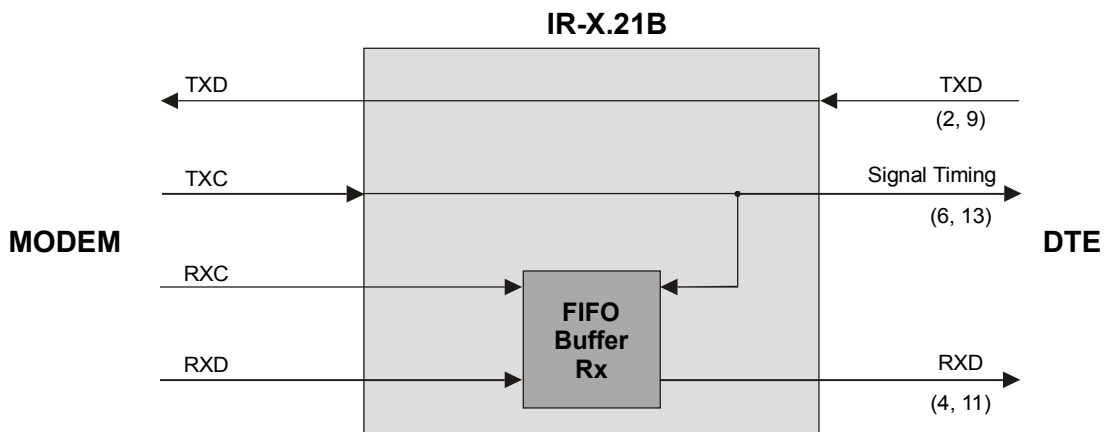 IR-X.21B
TXD
TXD
(2, 9)
TXC
Signal Timing
(6, 13)
MODEM
DTE
RXC
FIFO
Buffer
Rx
RXD
RXD
(4, 11)